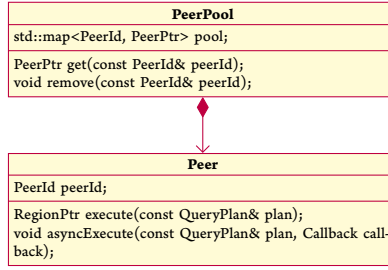 PeerPool
std::map<PeerId, PeerPtr> pool;
PeerPtr get(const PeerId& peerId);
void remove(const PeerId& peerId);
Peer
PeerId peerId;
RegionPtr execute(const QueryPlan& plan);
void asyncExecute(const QueryPlan& plan, Callback call-
back);